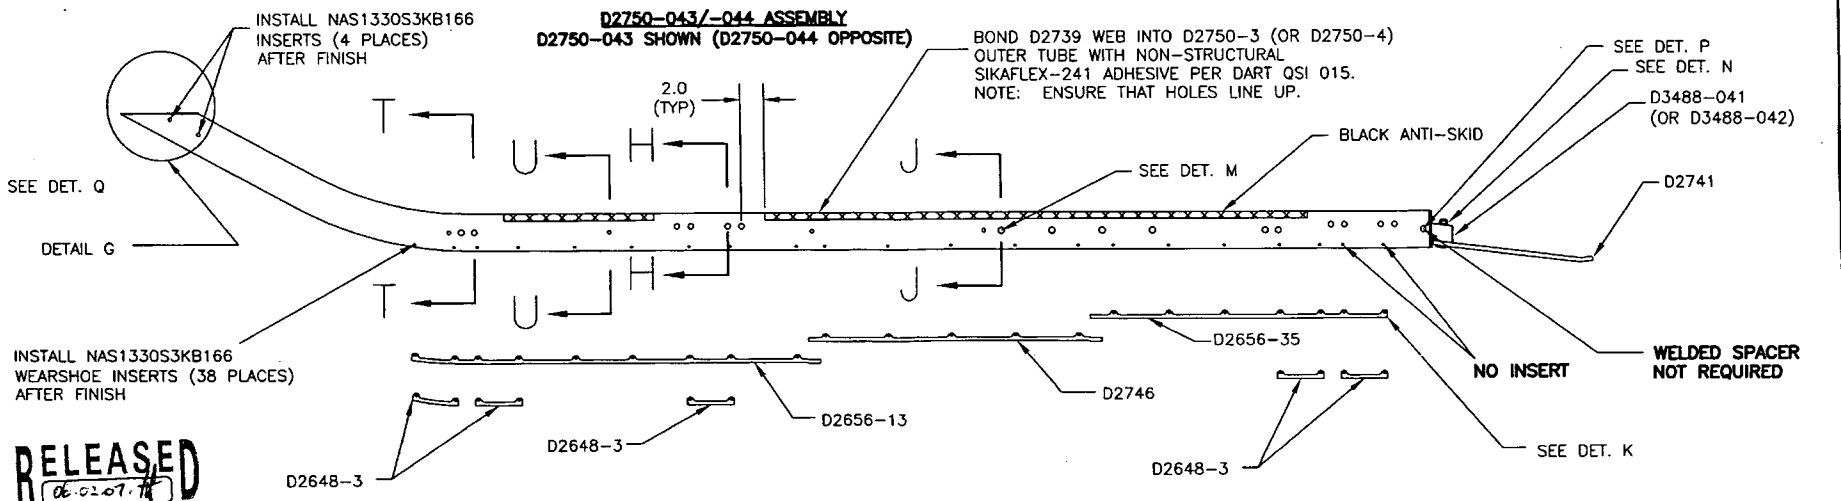 D2750-043/-044 ASSEMBLY
D2750-043 SHOWN (D2750-044 OPPOSITE)
INSTALL NAS1330S3KB166
INSERTS (4 PLACES)
AFTER FINISH
BOND D2739 WEB INTO D2750-3 (OR D2750-4)
OUTER TUBE WITH NON-STRUCTURAL
SIKAFLEX-241 ADHESIVE PER DART QSI 015.
NOTE: ENSURE THAT HOLES LINE UP.
SEE DET. P
SEE DET. N
D3488-041
(OR D3488-042)
2.0
(TYP)
T
U
H
J
BLACK ANTI-SKID
SEE DET. M
D2741
SEE DET. Q
DETAIL G
T
U
H
J
INSTALL NAS1330S3KB166
WEARSHOE INSERTS (38 PLACES)
AFTER FINISH
D2656-35
NO INSERT
WELDED SPACER
NOT REQUIRED
D2746
D2656-13
D2648-3
D2648-3
D2648-3
SEE DET. K
RELEASED
06.02.07